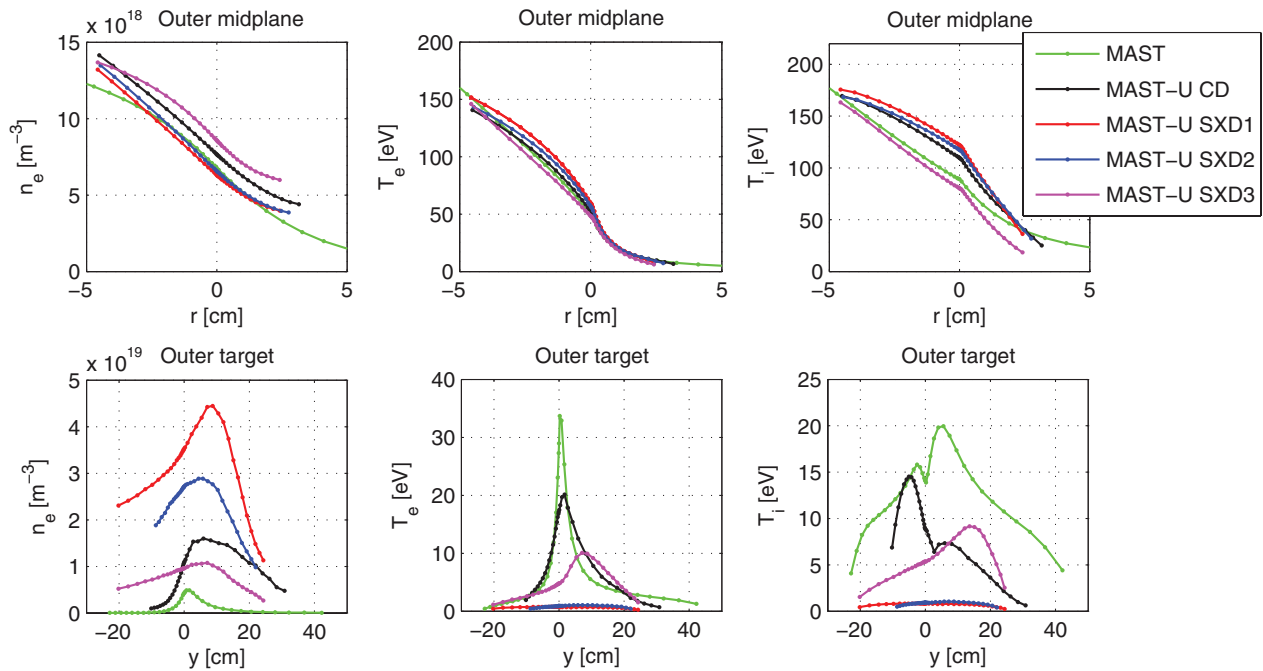 x 10^18 Outer midplane
15
10
5
0
−5 0 5
n_e [m^−3]
r [cm]
Outer midplane
200
150
100
50
0
−5 0 5
T_e [eV]
r [cm]
Outer midplane
200
150
100
50
0
−5 0 5
T_i [eV]
r [cm]
MAST
MAST−U CD
MAST−U SXD1
MAST−U SXD2
MAST−U SXD3
x 10^19 Outer target
5
4
3
2
1
0
−20 0 20 40
n_e [m^−3]
y [cm]
Outer target
40
30
20
10
0
−20 0 20 40
T_e [eV]
y [cm]
Outer target
25
20
15
10
5
0
−20 0 20 40
T_i [eV]
y [cm]